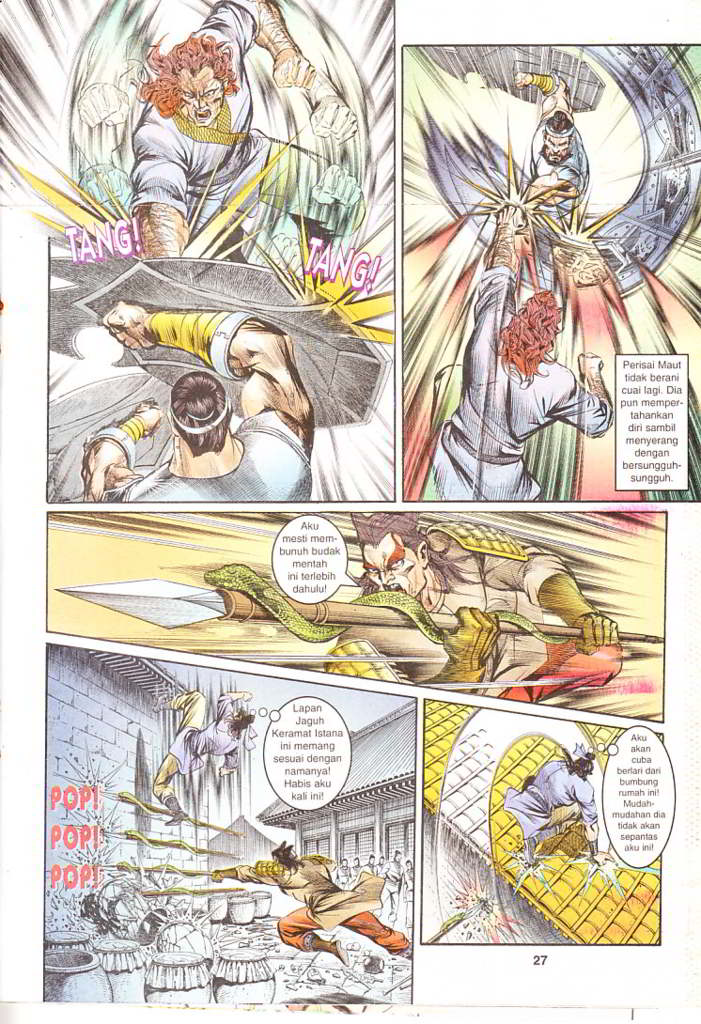 TANG!
TANG!
Perisai Maut
tidak berani
cuai lagi. Dia
pun memper-
tahankan
diri sambil
menyerang
dengan
bersungguh-
sungguh.
Aku
mesti mem-
bunuh budak
mentah
ini terlebih
dahulu!
Lapan
Jaguh
Keramat Istana
ini memang
sesuai dengan
namanya!
Habis aku
kali ini!
POP!
POP!
POP!
Aku
akan
cuba
berlari dari
bumbung
rumah ini!
Mudah-
mudahan dia
tidak akan
sepantas
aku ini!
27